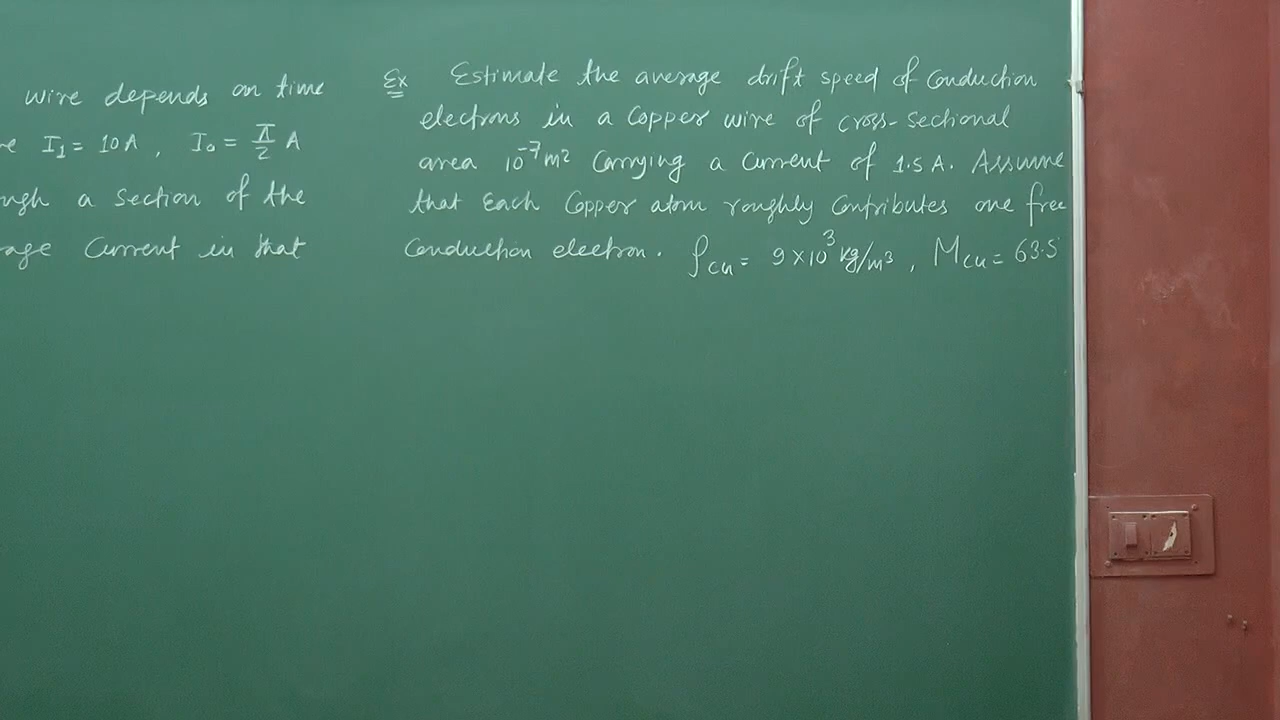 wire depends on time
I₁ = 10 A , I₀ = π/2 A
a section of the
current in that
Ex Estimate the average drift speed of conduction
electrons in a copper wire of cross-sectional
area 10⁻⁷ m² carrying a current of 1.5 A. Assume
that each copper atom roughly contributes one free
conduction electron. ρCu = 9 × 10³ kg/m³ , MCu = 63.5